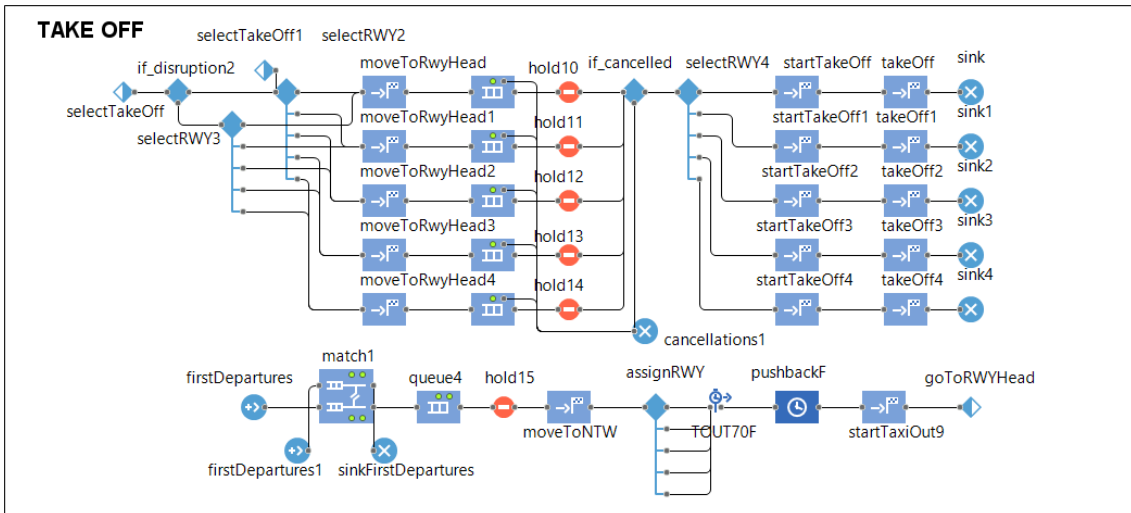 TAKE OFF
selectTakeOff1
selectRWY2
if_disruption2
moveToRwyHead
hold10
if_cancelled
selectRWY4
startTakeOff
takeOff
sink
selectTakeOff
selectRWY3
moveToRwyHead1
hold11
startTakeOff1
takeOff1
sink1
moveToRwyHead2
hold12
startTakeOff2
takeOff2
sink2
moveToRwyHead3
hold13
startTakeOff3
takeOff3
sink3
moveToRwyHead4
hold14
startTakeOff4
takeOff4
sink4
cancellations1
match1
firstDepartures
queue4
hold15
assignRWY
pushbackF
goToRWYHead
moveToNTW
TOUT70F
startTaxiOut9
firstDepartures1
sinkFirstDepartures